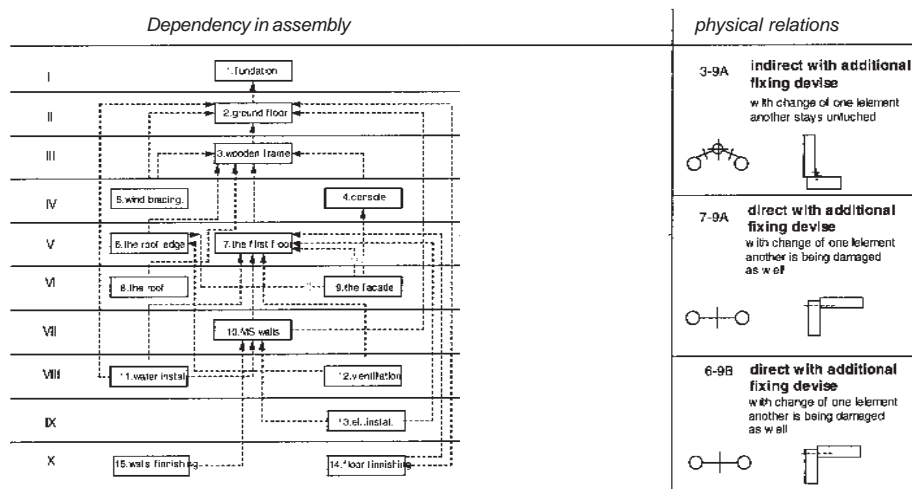 Dependency in assembly
physical relations
I
1.fundation
II
2.ground floor
III
3.wooden frame
IV
5.wind bracing.
4.console
V
6.the roof edge
7.the first floor
VI
8.the roof
9.the facade
VII
10.MS walls
VIII
11.water instal
12.ventilation
IX
13.el.instal.
X
15.walls finnishing
14.floor finnishing
3-9A
indirect with additional
fixing devise
with change of one lelement
another stays untuched
7-9A
direct with additional
fixing devise
with change of one lelement
another is being damaged
as well
6-9B
direct with additional
fixing devise
with change of one lelement
another is being damaged
as well